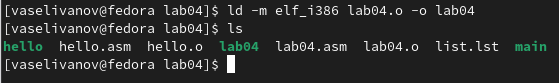 [vaselivanov@fedora lab04]$ ld -m elf_i386 lab04.o -o lab04
[vaselivanov@fedora lab04]$ ls
hello hello.asm hello.o lab04 lab04.asm lab04.o list.lst main
[vaselivanov@fedora lab04]$